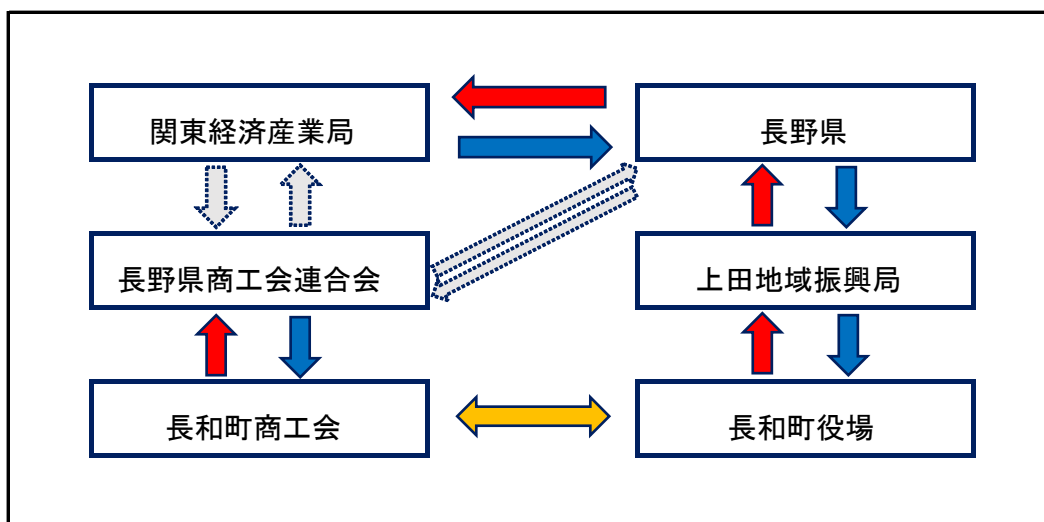 関東経済産業局
長野県
長野県商工会連合会
上田地域振興局
長和町商工会
長和町役場